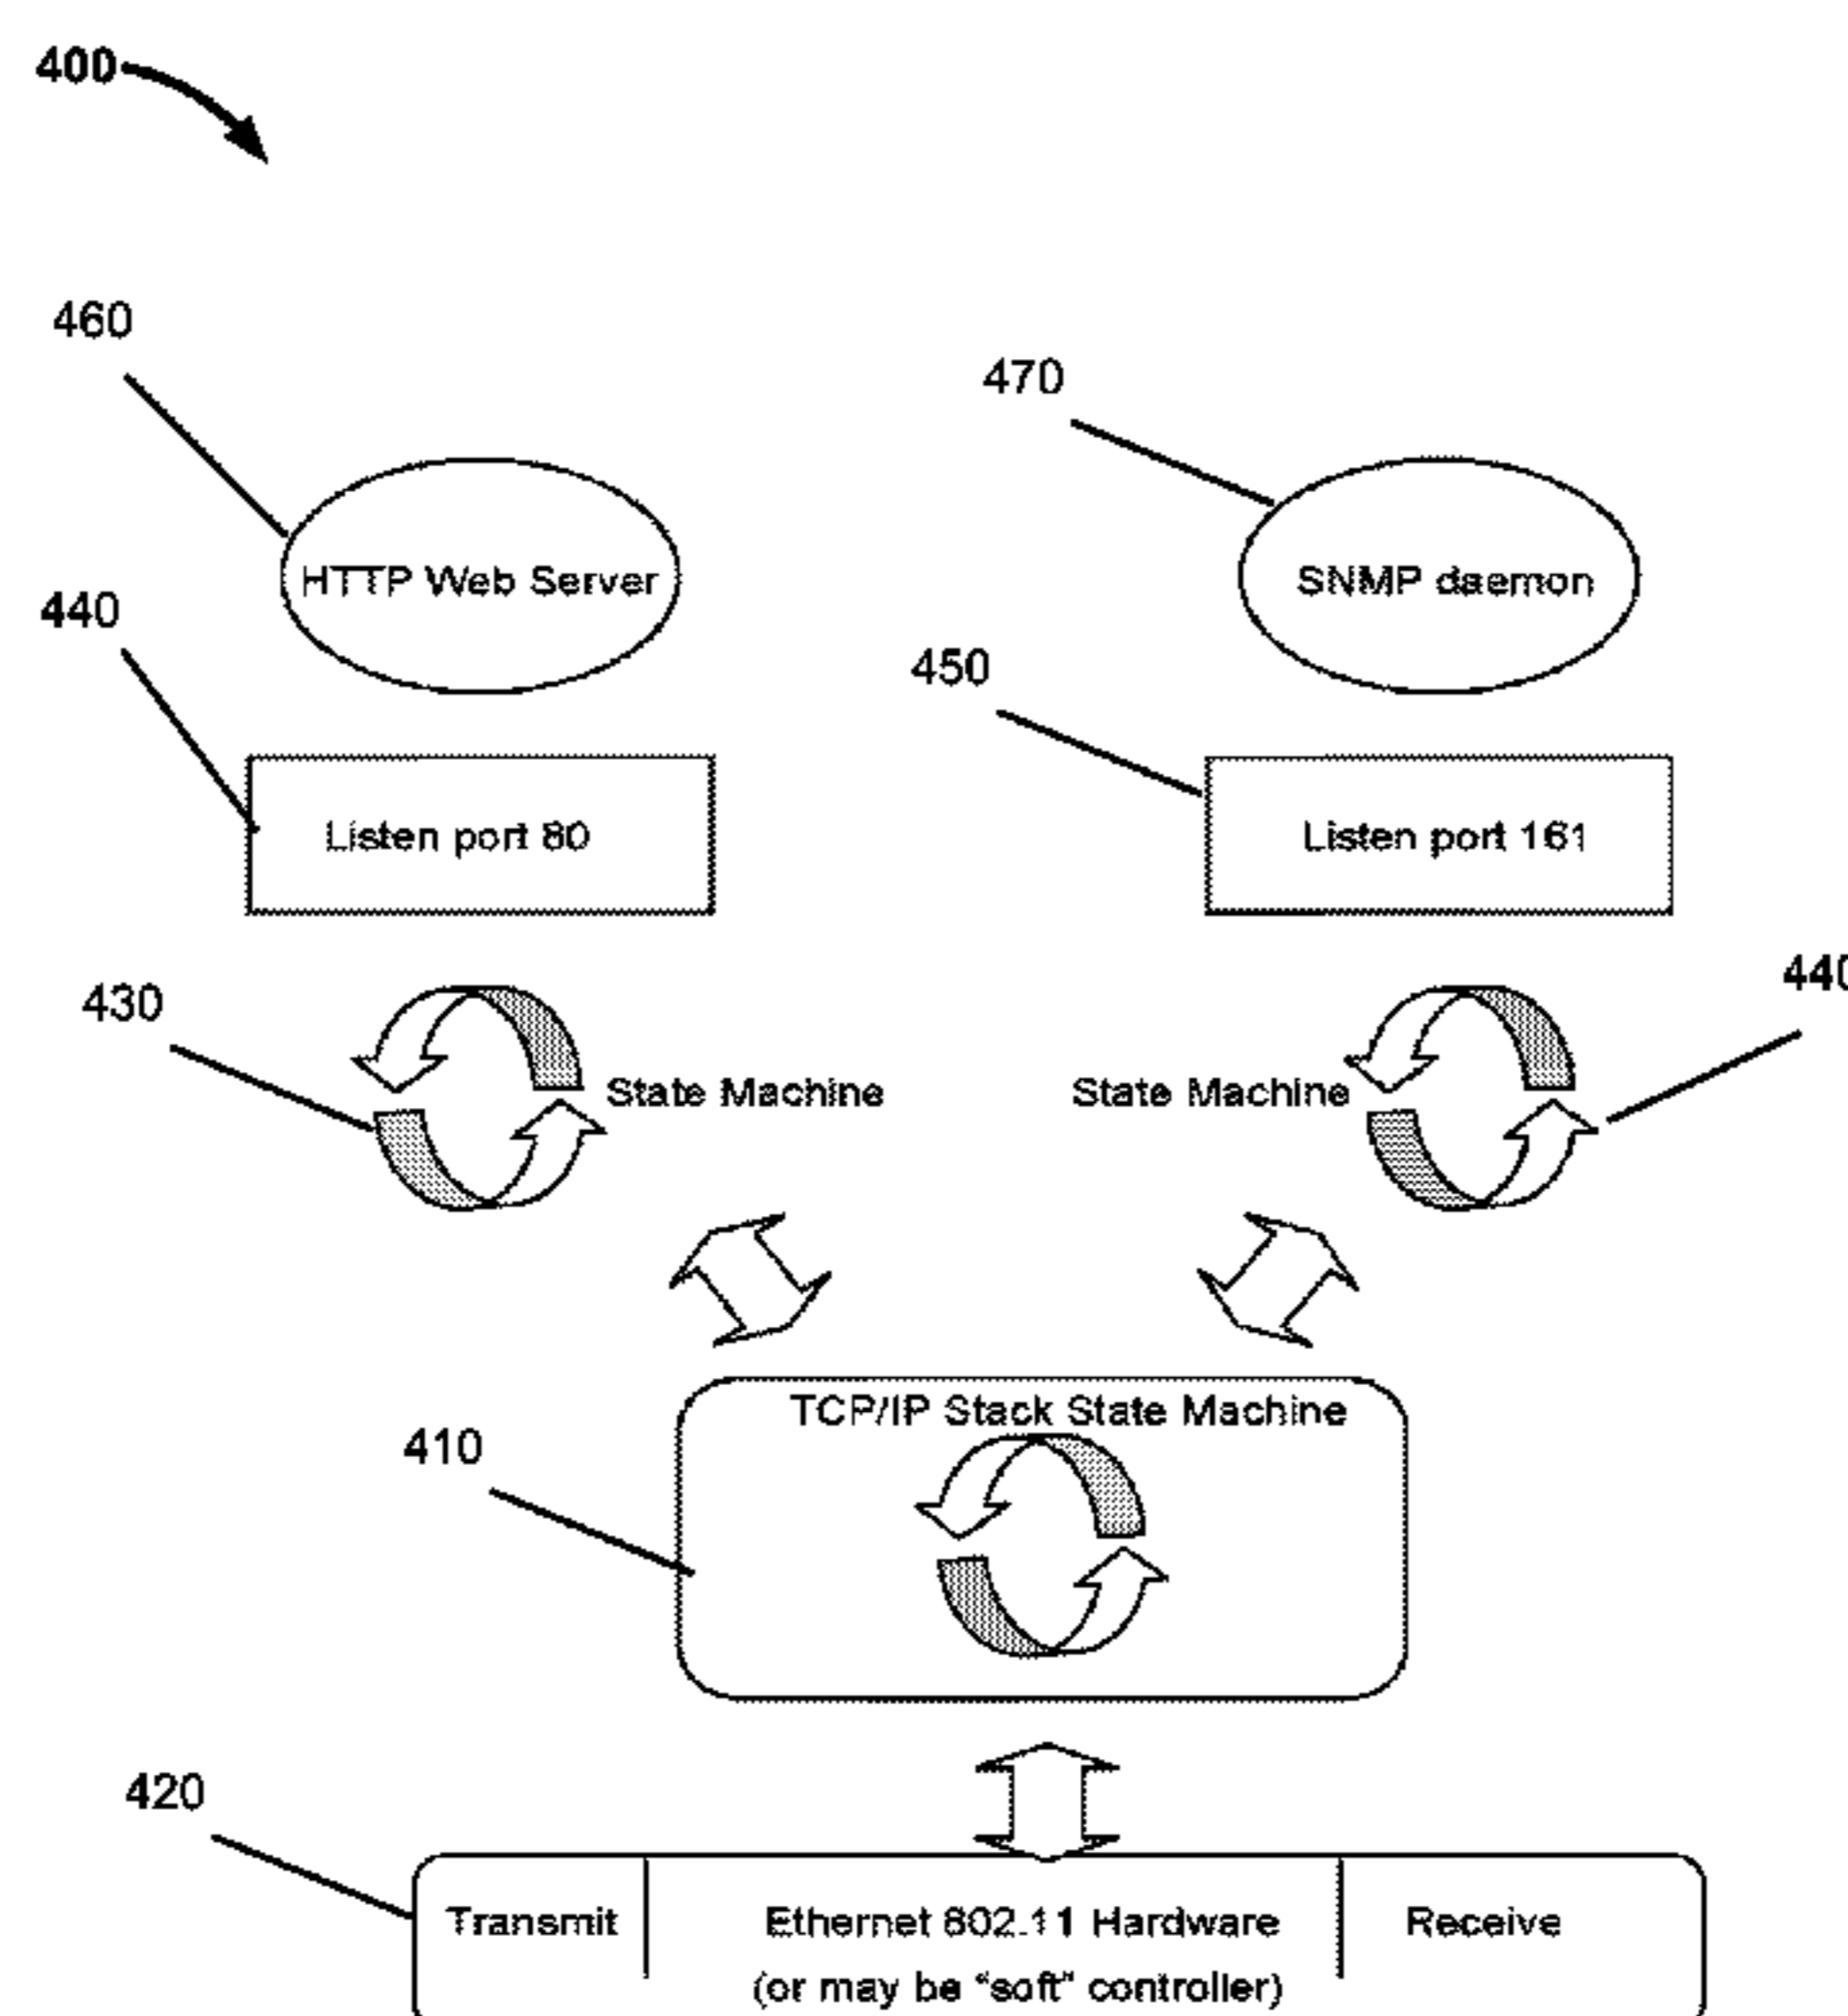 400
460
470
HTTP Web Server
SNMP daemon
440
450
Listen port 80
Listen port 161
430
440
State Machine
State Machine
TCP/IP Stack State Machine
410
420
Transmit
Ethernet 802.11 Hardware
Receive
(or may be "soft" controller)